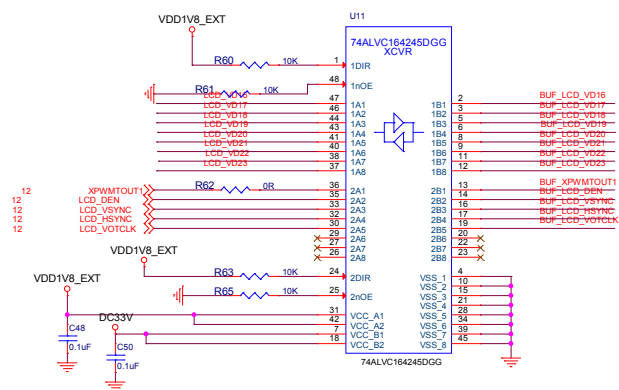 U11
VDD1V8_EXT
74ALVC164245DGG
XCVR
R60 10K 1 1DIR
R61 10K 48 1nOE
47 1A1 1B1 2 BUF_LCD_VD16
LCD_VD17 46 1A2 1B2 3 BUF_LCD_VD17
LCD_VD18 44 1A3 1B3 5 BUF_LCD_VD18
LCD_VD19 43 1A4 1B4 6 BUF_LCD_VD19
LCD_VD20 41 1A5 1B5 8 BUF_LCD_VD20
LCD_VD21 40 1A6 1B6 9 BUF_LCD_VD21
LCD_VD22 38 1A7 1B7 11 BUF_LCD_VD22
LCD_VD23 37 1A8 1B8 12 BUF_LCD_VD23
12 XPWMTOUT1 R62 0R 36 2A1 2B1 13 BUF_XPWMTOUT1
12 LCD_DEN 35 2A2 2B2 14 BUF_LCD_DEN
12 LCD_VSYNC 33 2A3 2B3 16 BUF_LCD_VSYNC
12 LCD_HSYNC 32 2A4 2B4 17 BUF_LCD_HSYNC
12 LCD_VOTCLK 30 2A5 2B5 19 BUF_LCD_VOTCLK
29 2A6 2B6 20
27 2A7 2B7 22
26 2A8 2B8 23
VDD1V8_EXT
R63 10K 24 2DIR VSS_1 4
VSS_2 10
R65 10K 25 2nOE VSS_3 15
VSS_4 21
VDD1V8_EXT
31 VCC_A1 VSS_5 28
42 VCC_A2 VSS_6 34
DC33V
7 VCC_B1 VSS_7 39
18 VCC_B2 VSS_8 45
C48
0.1uF
C50
0.1uF
74ALVC164245DGG